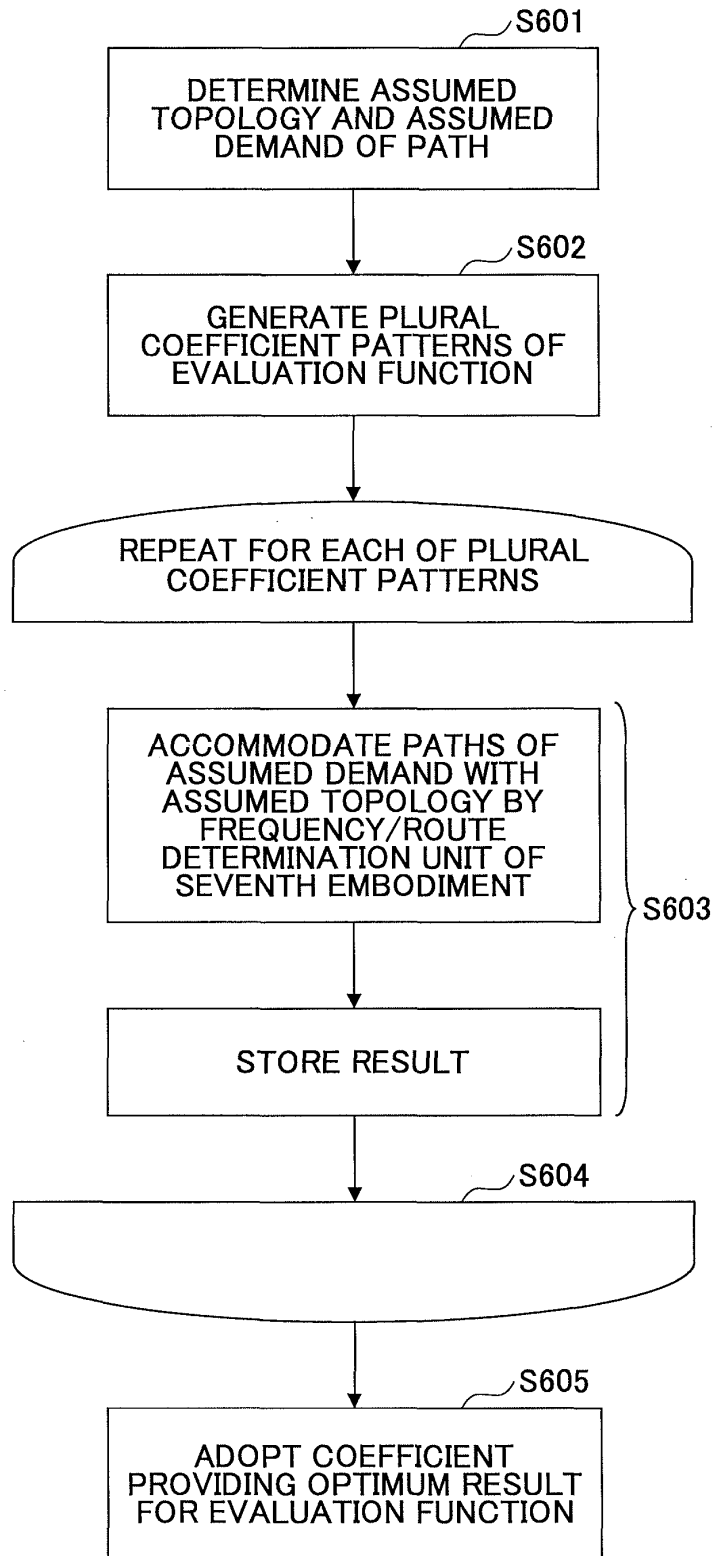 S601
DETERMINE ASSUMED
TOPOLOGY AND ASSUMED
DEMAND OF PATH
S602
GENERATE PLURAL
COEFFICIENT PATTERNS OF
EVALUATION FUNCTION
REPEAT FOR EACH OF PLURAL
COEFFICIENT PATTERNS
ACCOMMODATE PATHS OF
ASSUMED DEMAND WITH
ASSUMED TOPOLOGY BY
FREQUENCY/ROUTE
DETERMINATION UNIT OF
SEVENTH EMBODIMENT
S603
STORE RESULT
S604
S605
ADOPT COEFFICIENT
PROVIDING OPTIMUM RESULT
FOR EVALUATION FUNCTION